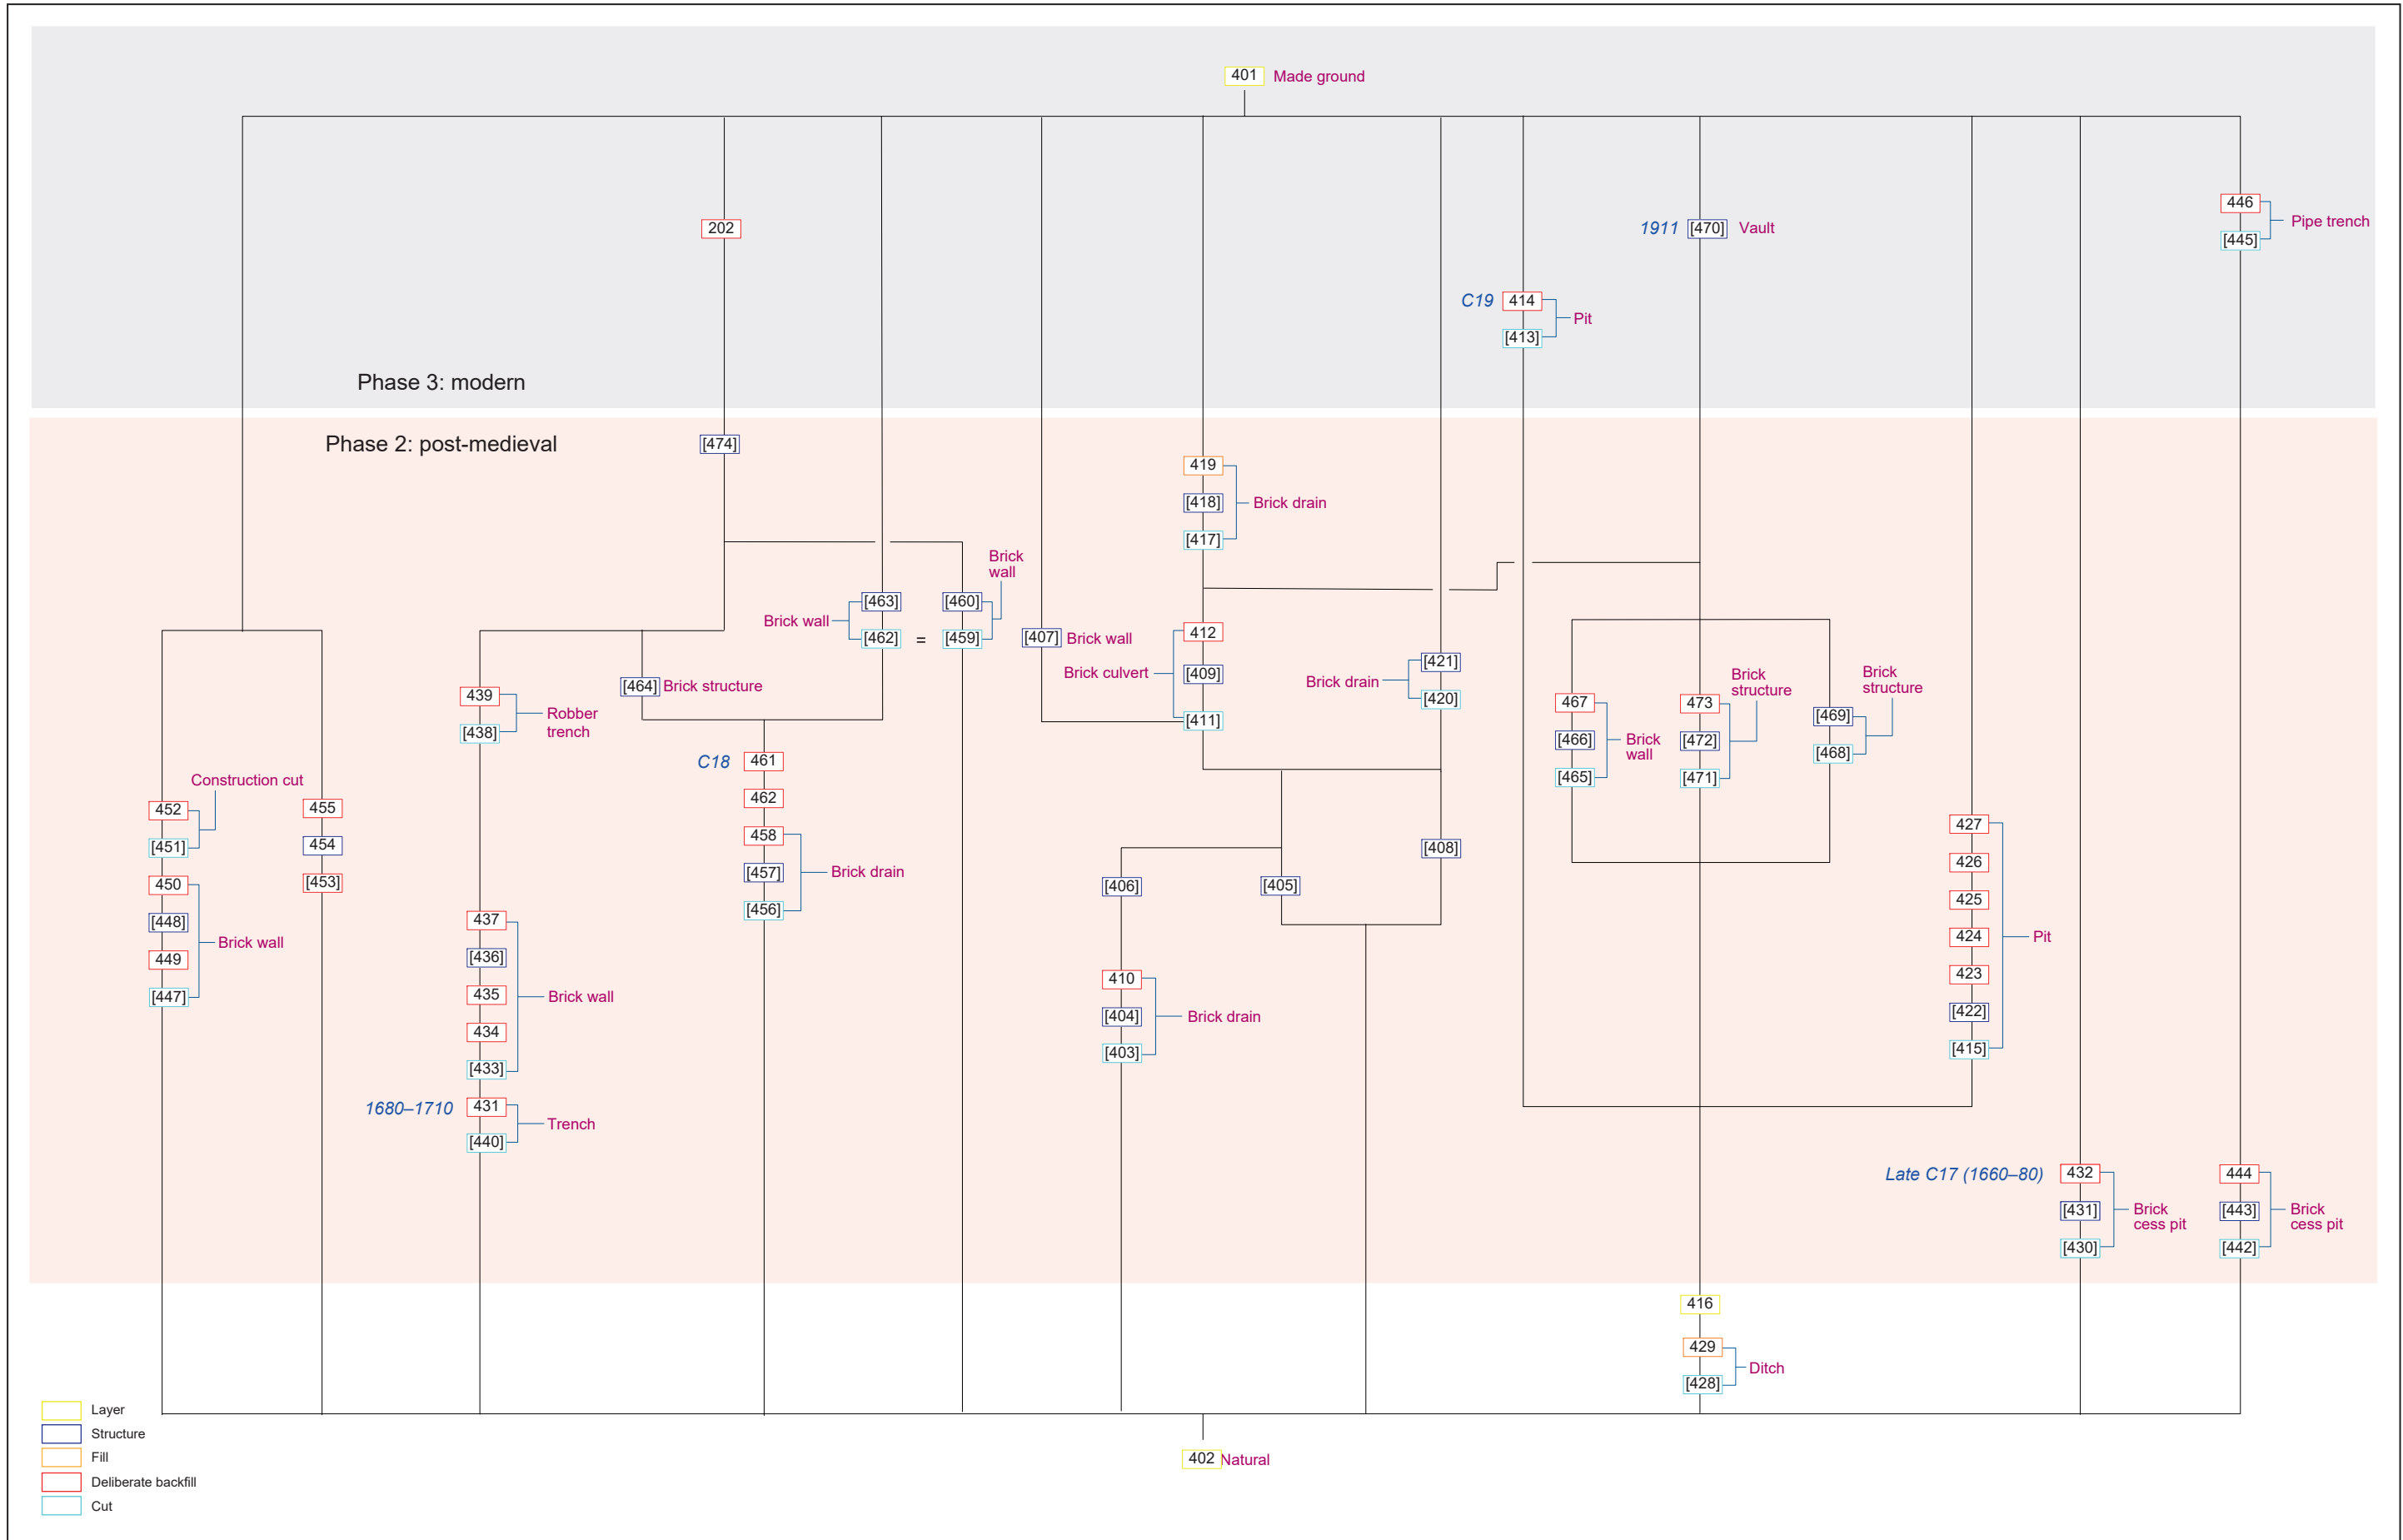 401 Made ground
446
202
1911 [470] Vault
Pipe trench
[445]
C19 414
Pit
[413]
Phase 3: modern
Phase 2: post-medieval
[474]
419
[418] Brick drain
[417]
Brick
wall
[463]
[460]
Brick wall
[462] = [459]
[407] Brick wall
412
Brick culvert [409]
[411]
[421]
Brick drain
[420]
439
[438]
Robber
trench
[464] Brick structure
467
[466]
[465]
Brick
wall
473
[472]
[471]
Brick
structure
[469]
[468]
Brick
structure
C18 461
462
458
[457] Brick drain
[456]
Construction cut
452
[451]
450
[448]
Brick wall
449
[447]
455
454
[453]
[406]
[405]
[408]
427
426
425
424
Pit
423
[422]
[415]
437
[436]
435
Brick wall
434
[433]
1680–1710 431
Trench
[440]
410
[404] Brick drain
[403]
Late C17 (1660–80) 432
[431]
[430]
Brick
cess pit
444
[443]
[442]
Brick
cess pit
416
429
Ditch
[428]
402 Natural
Layer
Structure
Fill
Deliberate backfill
Cut